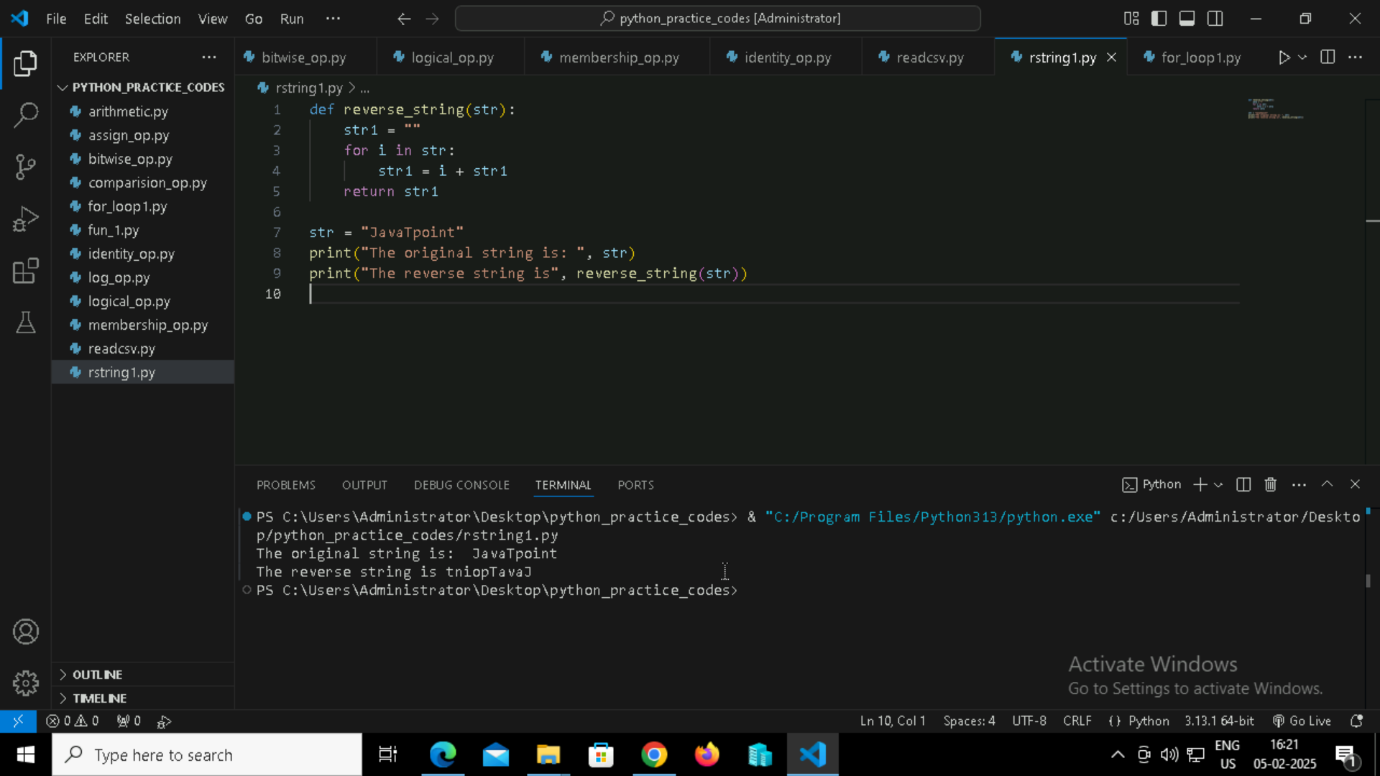 File Edit Selection View Go Run ··· python_practice_codes [Administrator]
EXPLORER ···
PYTHON_PRACTICE_CODES
arithmetic.py
assign_op.py
bitwise_op.py
comparision_op.py
for_loop1.py
fun_1.py
identity_op.py
log_op.py
logical_op.py
membership_op.py
readcsv.py
rstring1.py
OUTLINE
TIMELINE
bitwise_op.py logical_op.py membership_op.py identity_op.py readcsv.py rstring1.py for_loop1.py
rstring1.py > ...
1 def reverse_string(str):
2 str1 = ""
3 for i in str:
4 str1 = i + str1
5 return str1
6
7 str = "JavaTpoint"
8 print("The original string is: ", str)
9 print("The reverse string is", reverse_string(str))
10
PROBLEMS OUTPUT DEBUG CONSOLE TERMINAL PORTS Python
PS C:\Users\Administrator\Desktop\python_practice_codes> & "C:/Program Files/Python313/python.exe" c:/Users/Administrator/Deskto
p/python_practice_codes/rstring1.py
The original string is:  JavaTpoint
The reverse string is tniopTavaJ
PS C:\Users\Administrator\Desktop\python_practice_codes>
Activate Windows
Go to Settings to activate Windows.
0 0 0 Ln 10, Col 1 Spaces: 4 UTF-8 CRLF {} Python 3.13.1 64-bit Go Live
Type here to search
ENG
US
16:21
05-02-2025
1